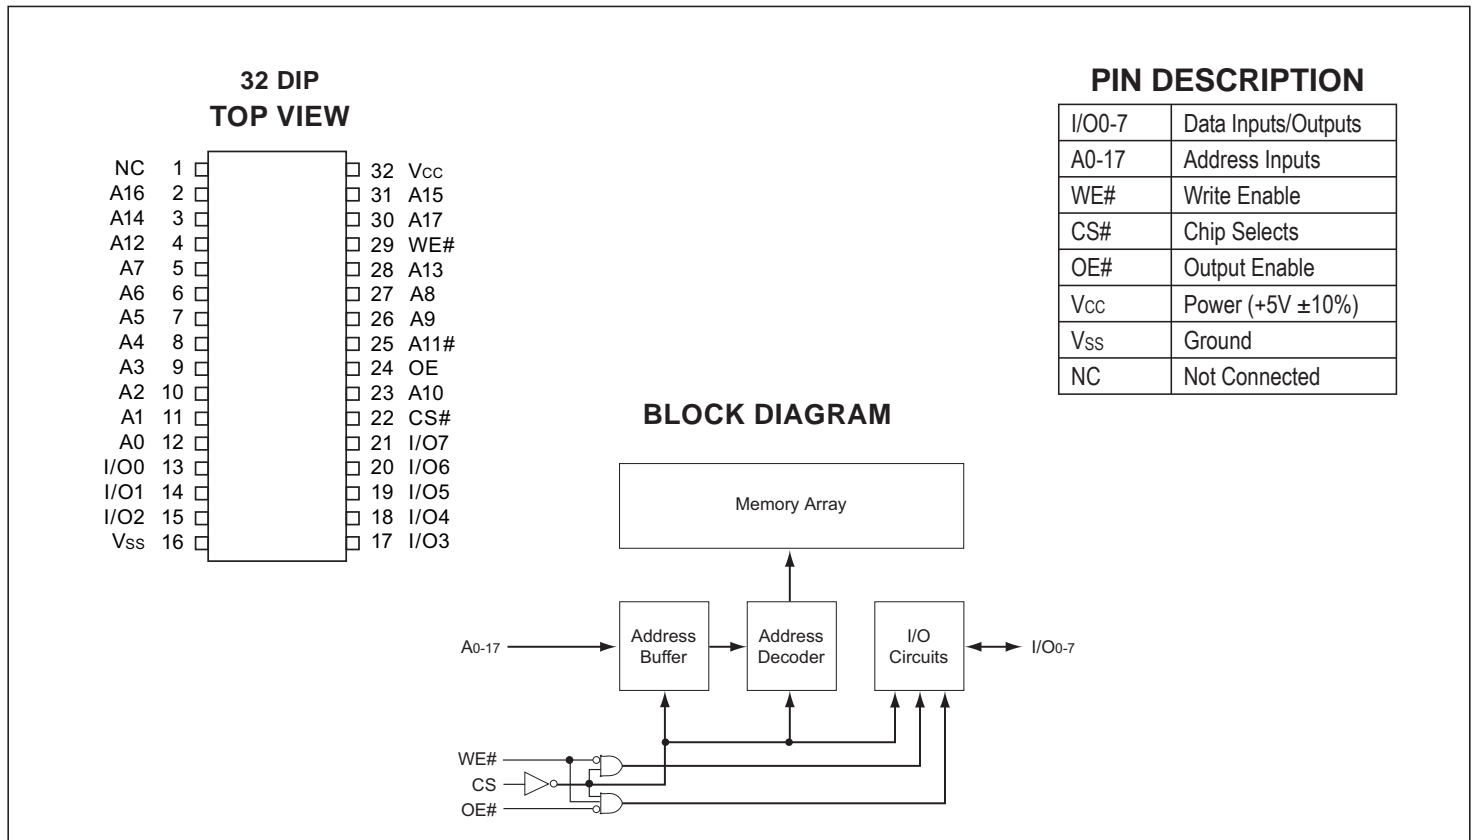 32 DIP
TOP VIEW
NC 1
A16 2
A14 3
A12 4
A7 5
A6 6
A5 7
A4 8
A3 9
A2 10
A1 11
A0 12
I/O0 13
I/O1 14
I/O2 15
Vss 16
32 Vcc
31 A15
30 A17
29 WE#
28 A13
27 A8
26 A9
25 A11#
24 OE
23 A10
22 CS#
21 I/O7
20 I/O6
19 I/O5
18 I/O4
17 I/O3
PIN DESCRIPTION
I/O0-7 Data Inputs/Outputs
A0-17 Address Inputs
WE# Write Enable
CS# Chip Selects
OE# Output Enable
Vcc Power (+5V ±10%)
Vss Ground
NC Not Connected
BLOCK DIAGRAM
Memory Array
A0-17
Address
Buffer
Address
Decoder
I/O
Circuits
I/O0-7
WE#
CS
OE#